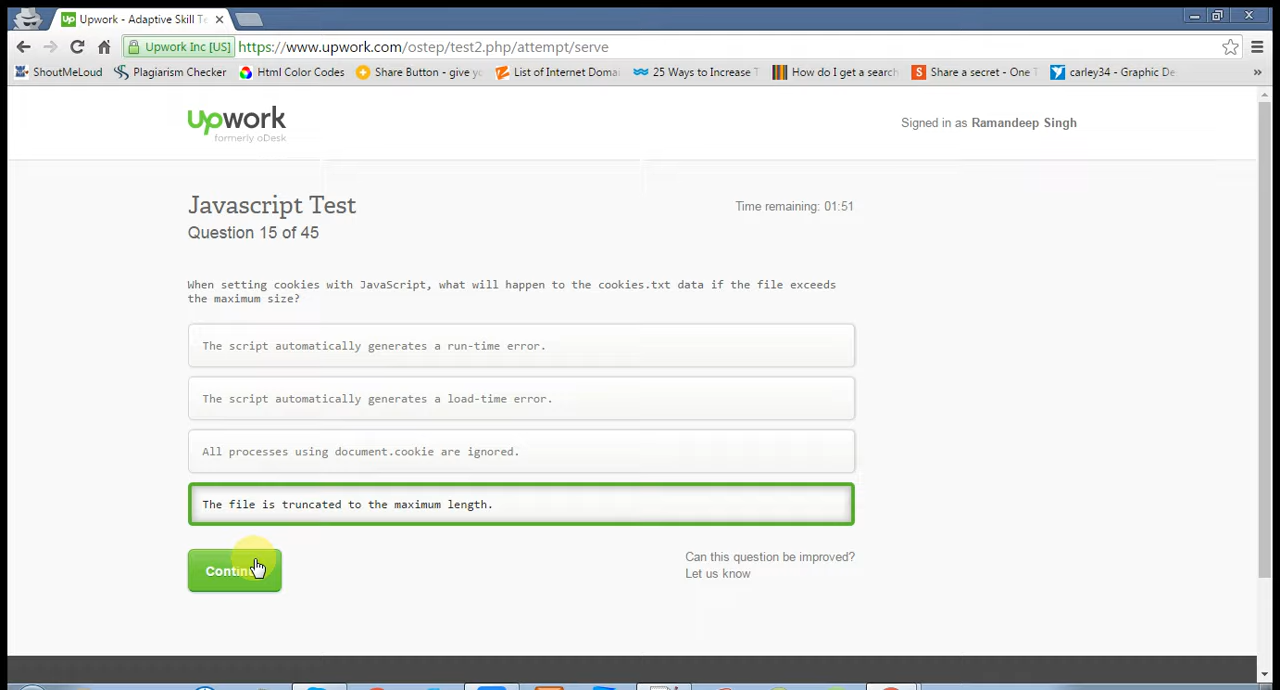 Upwork - Adaptive Skill Te
Upwork Inc [US] https://www.upwork.com/ostep/test2.php/attempt/serve
ShoutMeLoud Plagiarism Checker Html Color Codes Share Button - give yo List of Internet Domai 25 Ways to Increase T How do I get a search Share a secret - One T carley34 - Graphic De »
upwork
formerly oDesk
Signed in as Ramandeep Singh
Javascript Test
Time remaining: 01:51
Question 15 of 45
When setting cookies with JavaScript, what will happen to the cookies.txt data if the file exceeds
the maximum size?
The script automatically generates a run-time error.
The script automatically generates a load-time error.
All processes using document.cookie are ignored.
The file is truncated to the maximum length.
Can this question be improved?
Let us know